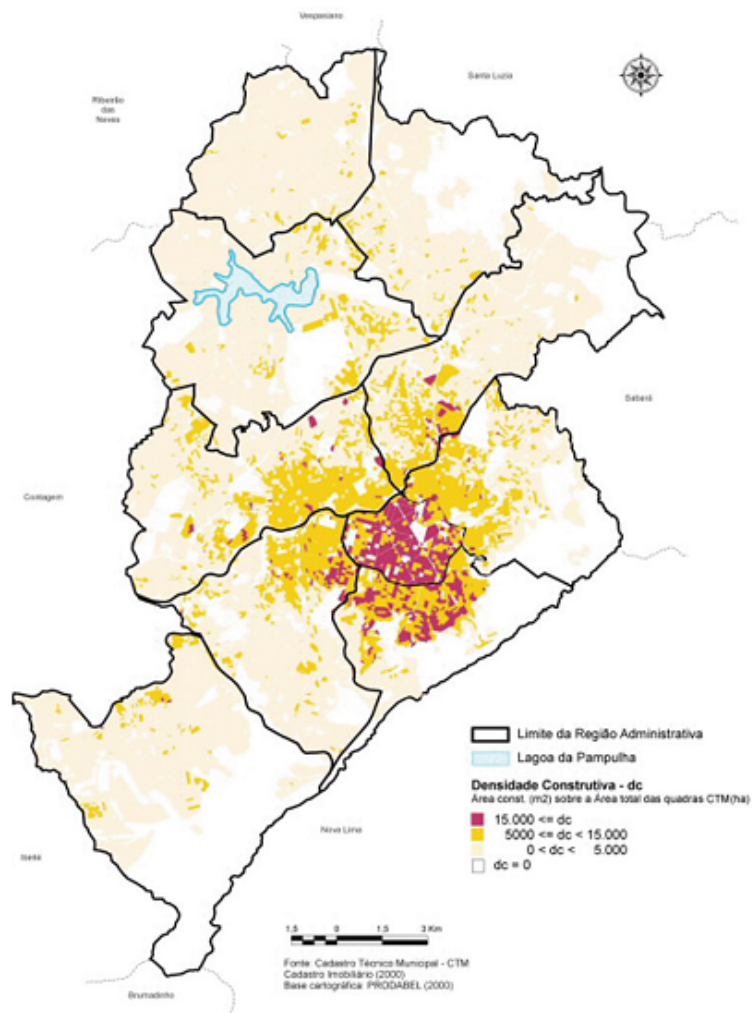 Vespasiano
Santa Luzia
Ribeirão
das
Neves
Sabará
Contagem
Limite da Região Administrativa
Lagoa da Pampulha
Densidade Construtiva - dc
Área const. (m2) sobre a Área total das quadras CTM(ha)
15.000 <= dc
5000 <= dc < 15.000
0 < dc < 5.000
dc = 0
Nova Lima
Ibirité
1,5 0 1,5 3 Km
Fonte: Cadastro Técnico Municipal - CTM
Cadastro Imobiliário (2000)
Base cartográfica: PRODABEL (2000)
Brumadinho